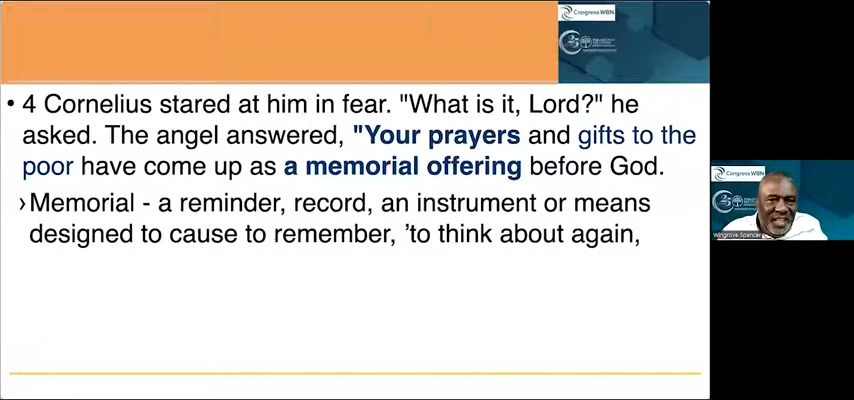 Congress WBN
25
• 4 Cornelius stared at him in fear. "What is it, Lord?" he
asked. The angel answered, "Your prayers and gifts to the
poor have come up as a memorial offering before God.
› Memorial - a reminder, record, an instrument or means
designed to cause to remember, 'to think about again,
Congress WBN
25
Wingrove Spencer